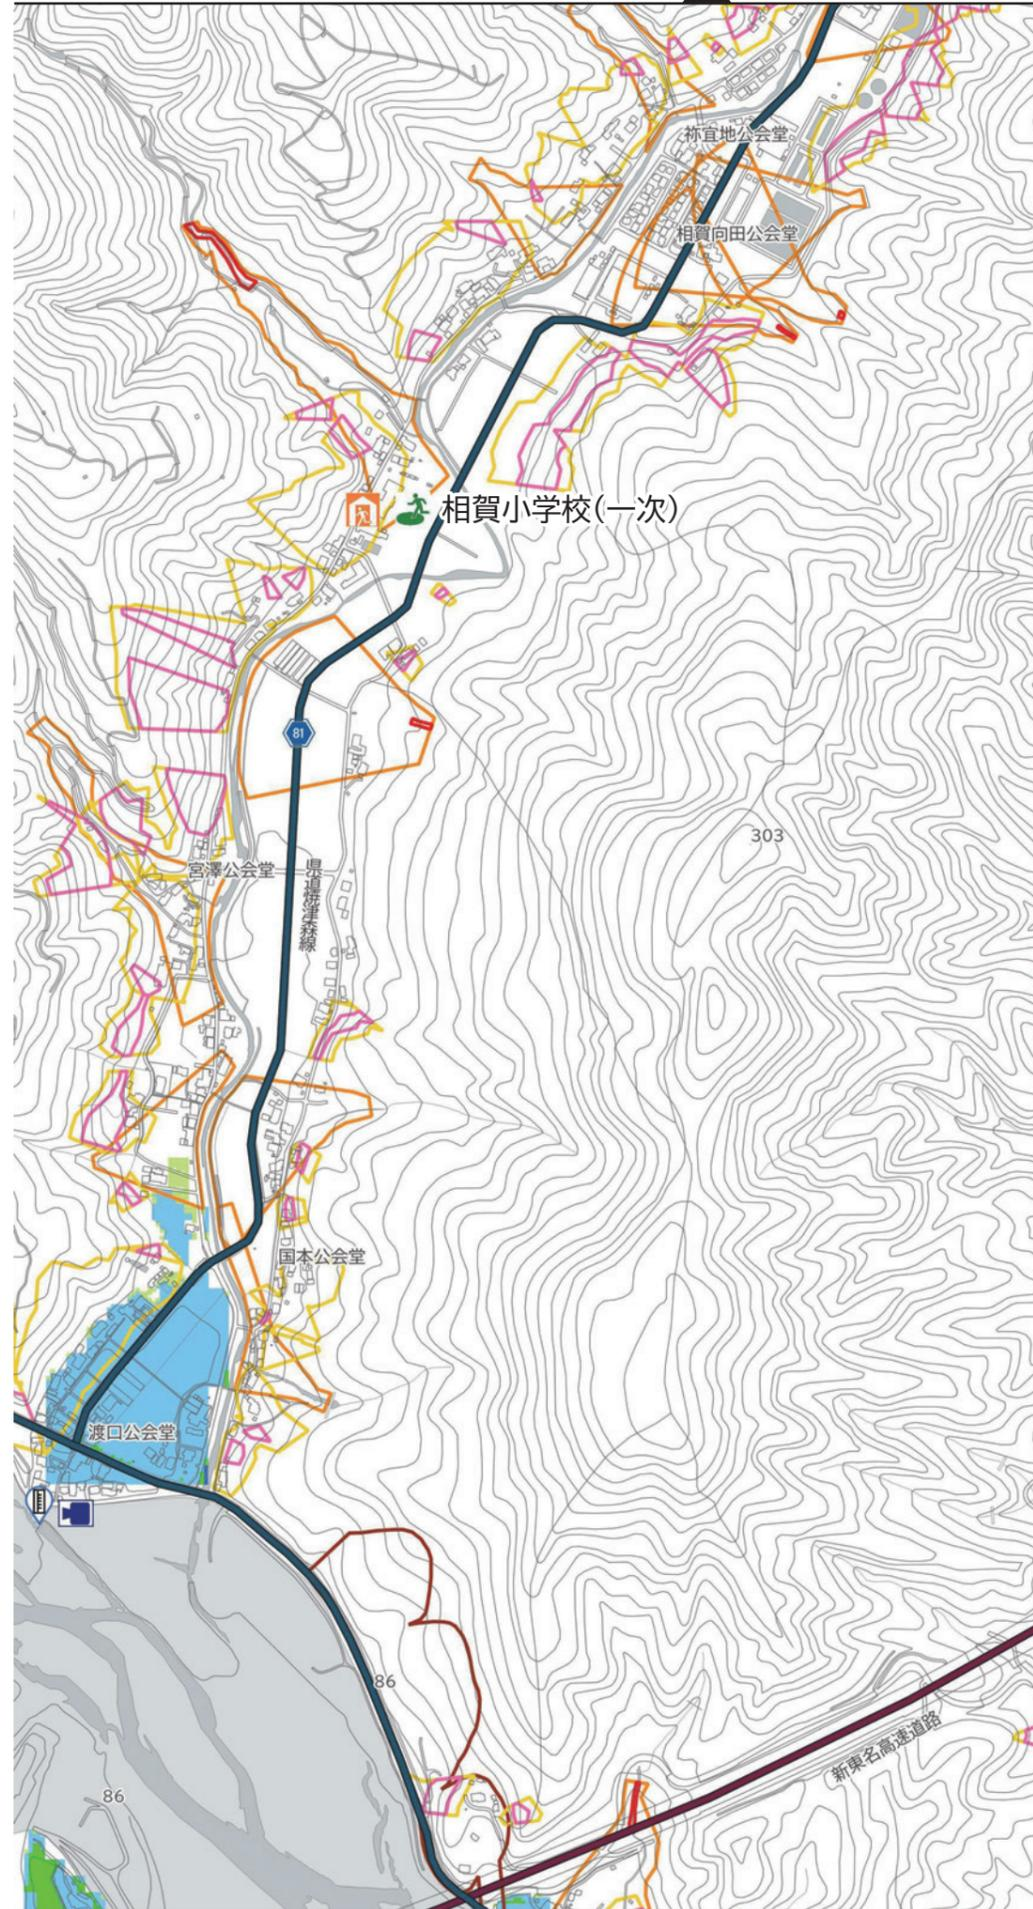 祢宜地公会堂
相賀向田公会堂
相賀小学校(一次)
81
303
宮澤公会堂
県道焼津森線
国本公会堂
渡口公会堂
86
新東名高速道路
86